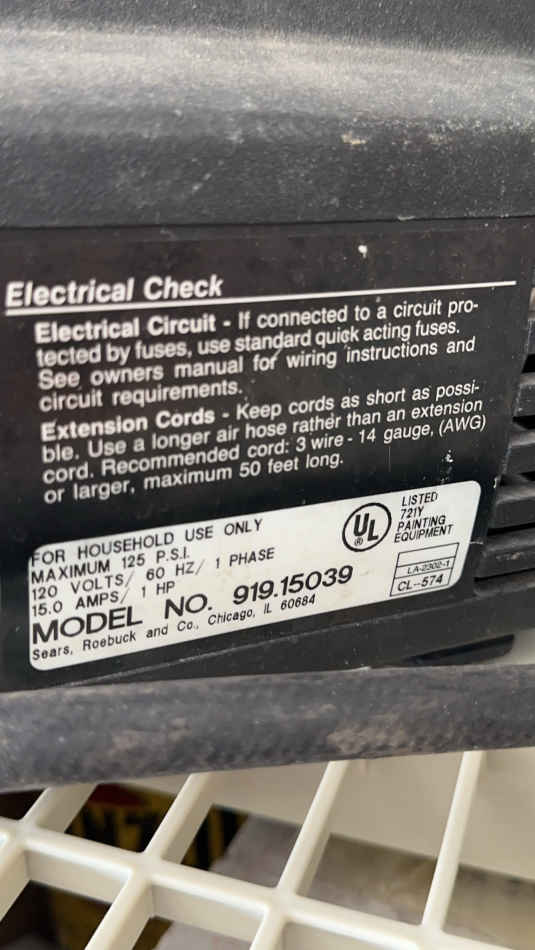 Electrical Check
Electrical Circuit - If connected to a circuit pro-
tected by fuses, use standard quick acting fuses.
See owners manual for wiring instructions and
circuit requirements.
Extension Cords - Keep cords as short as possi-
ble. Use a longer air hose rather than an extension
cord. Recommended cord: 3 wire - 14 gauge, (AWG)
or larger, maximum 50 feet long.
FOR HOUSEHOLD USE ONLY
MAXIMUM 125 P.S.I.
120 VOLTS/ 60 HZ/ 1 PHASE
15.0 AMPS/ 1 HP
MODEL NO. 919.15039
Sears, Roebuck and Co., Chicago, IL 60684
UL
®
LISTED
721Y
PAINTING
EQUIPMENT
LA-2302-1
CL-574